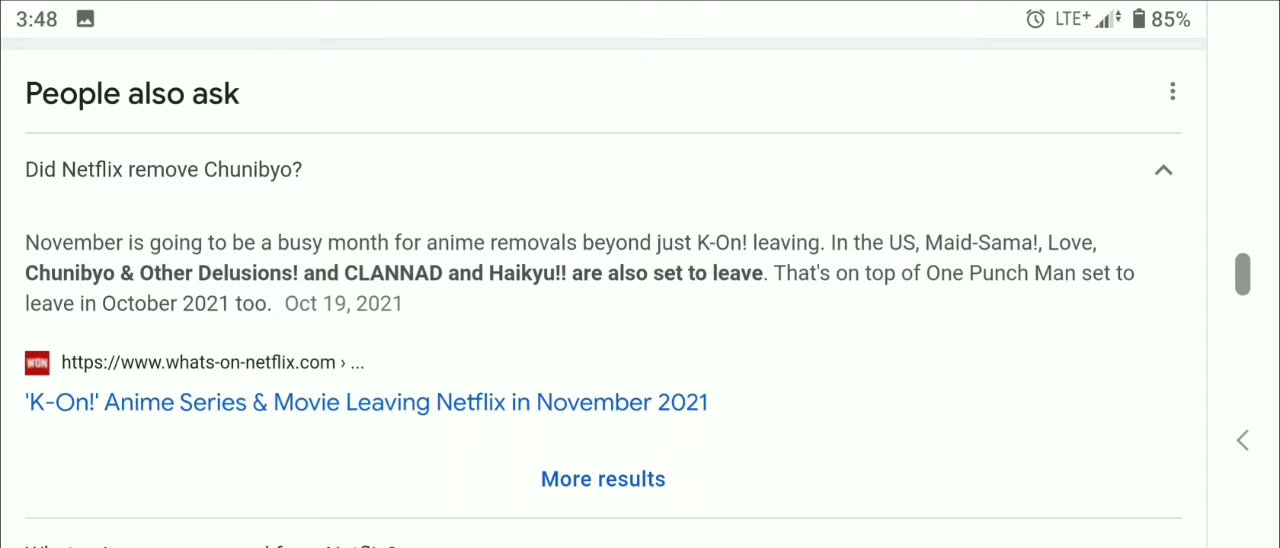 3:48 LTE+ 85%
People also ask
Did Netflix remove Chunibyo?
November is going to be a busy month for anime removals beyond just K-On! leaving. In the US, Maid-Sama!, Love,
Chunibyo & Other Delusions! and CLANNAD and Haikyu!! are also set to leave. That's on top of One Punch Man set to
leave in October 2021 too. Oct 19, 2021
WON https://www.whats-on-netflix.com › ...
'K-On!' Anime Series & Movie Leaving Netflix in November 2021
More results